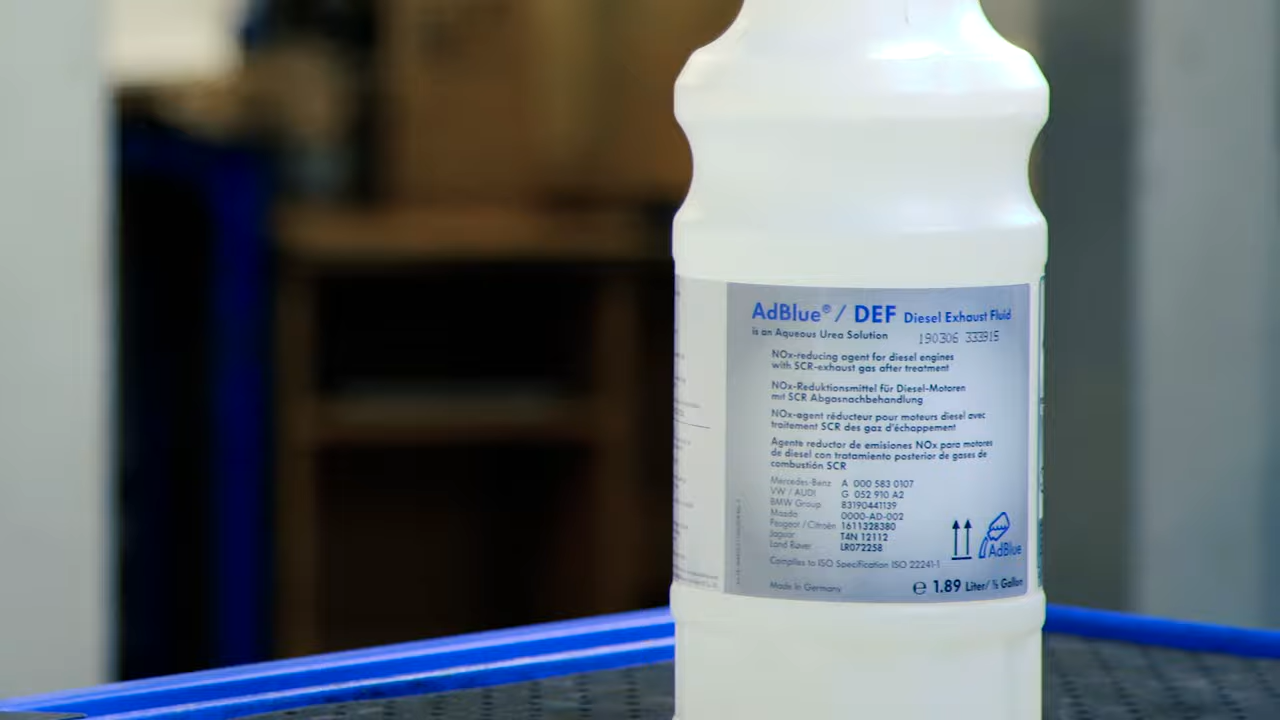 AdBlue® / DEF Diesel Exhaust Fluid
is an Aqueous Urea Solution
190306 333915
NOx-reducing agent for diesel engines
with SCR-exhaust gas after treatment
NOx-Reduktionsmittel für Diesel-Motoren
mit SCR Abgasnachbehandlung
NOx-agent réducteur pour moteurs diesel avec
traitement SCR des gaz d'échappement
Agente reductor de emisiones NOx para motores
de diesel con tratamiento posterior de gases de
combustión SCR
Mercedes-Benz A 000 583 0107
VW / AUDI G 052 910 A2
BMW Group 83190441139
Mazda 0000-AD-002
Peugeot / Citroën 1611328380
Jaguar T4N 12112
Land Rover LR072258
AdBlue
Complies to ISO Specification ISO 22241-1
Made in Germany
℮ 1.89 Liter/ ½ Gallon